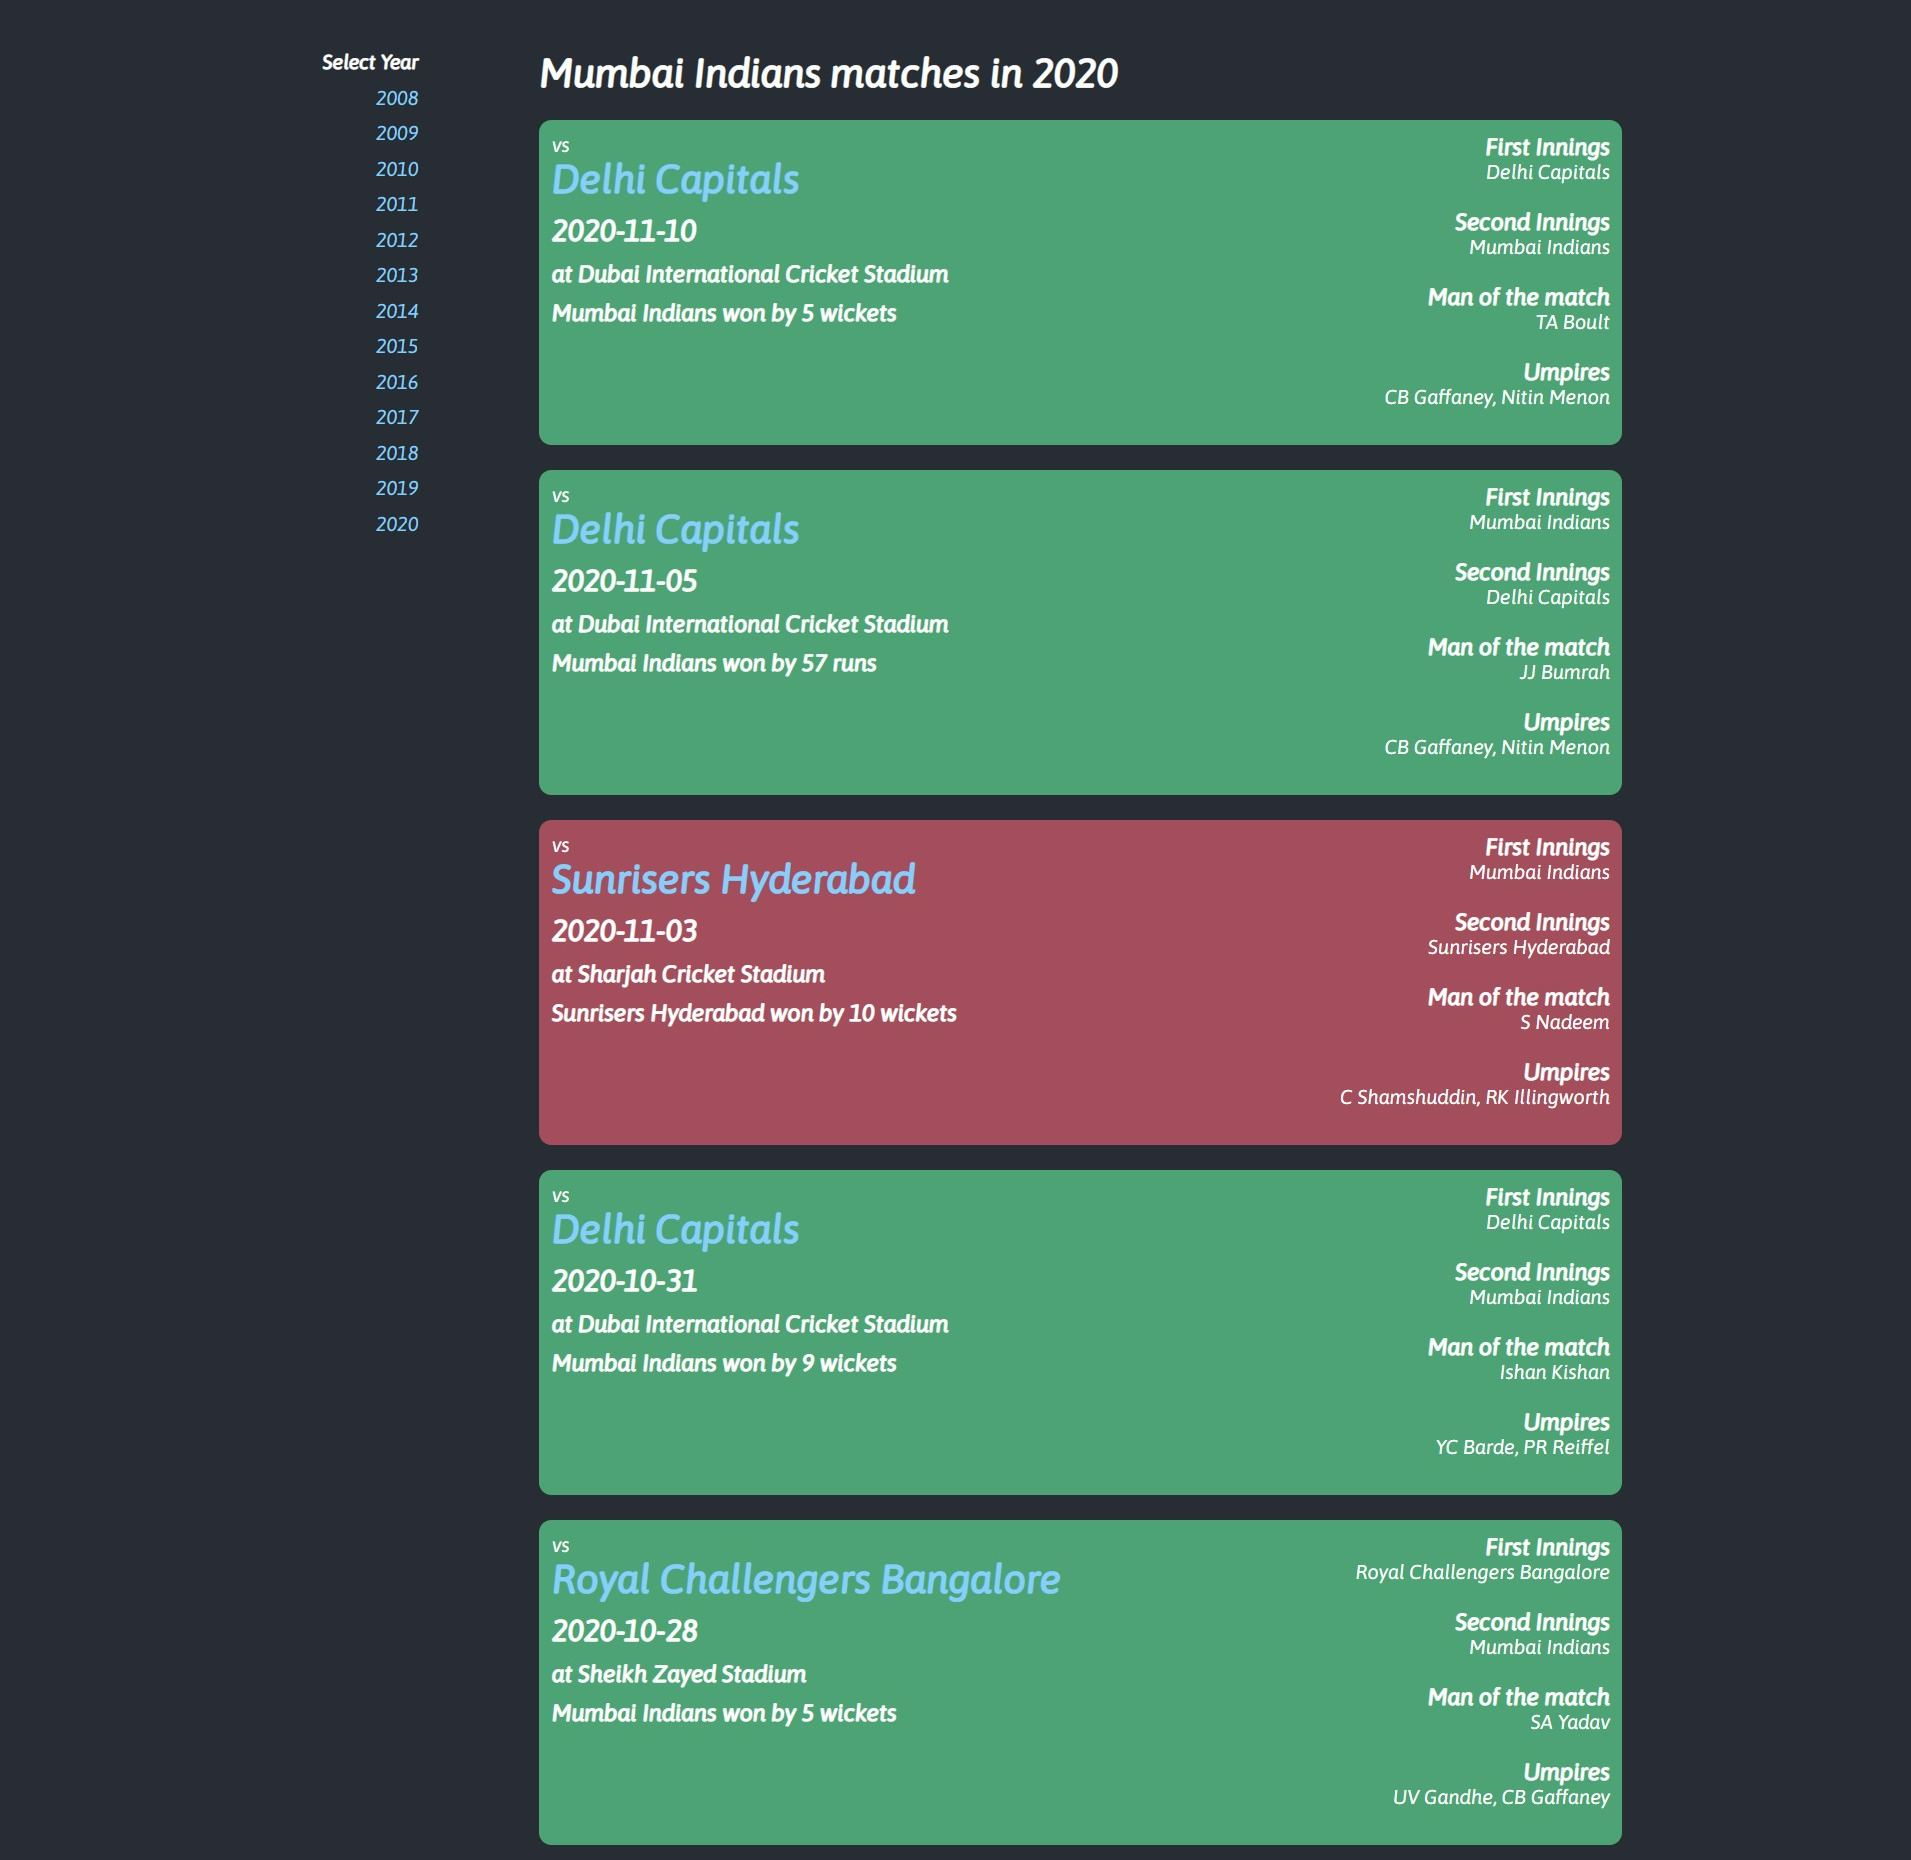 Select Year
2008
2009
2010
2011
2012
2013
2014
2015
2016
2017
2018
2019
2020
Mumbai Indians matches in 2020
vs
Delhi Capitals
2020-11-10
at Dubai International Cricket Stadium
Mumbai Indians won by 5 wickets
First Innings
Delhi Capitals
Second Innings
Mumbai Indians
Man of the match
TA Boult
Umpires
CB Gaffaney, Nitin Menon
vs
Delhi Capitals
2020-11-05
at Dubai International Cricket Stadium
Mumbai Indians won by 57 runs
First Innings
Mumbai Indians
Second Innings
Delhi Capitals
Man of the match
JJ Bumrah
Umpires
CB Gaffaney, Nitin Menon
vs
Sunrisers Hyderabad
2020-11-03
at Sharjah Cricket Stadium
Sunrisers Hyderabad won by 10 wickets
First Innings
Mumbai Indians
Second Innings
Sunrisers Hyderabad
Man of the match
S Nadeem
Umpires
C Shamshuddin, RK Illingworth
vs
Delhi Capitals
2020-10-31
at Dubai International Cricket Stadium
Mumbai Indians won by 9 wickets
First Innings
Delhi Capitals
Second Innings
Mumbai Indians
Man of the match
Ishan Kishan
Umpires
YC Barde, PR Reiffel
vs
Royal Challengers Bangalore
2020-10-28
at Sheikh Zayed Stadium
Mumbai Indians won by 5 wickets
First Innings
Royal Challengers Bangalore
Second Innings
Mumbai Indians
Man of the match
SA Yadav
Umpires
UV Gandhe, CB Gaffaney